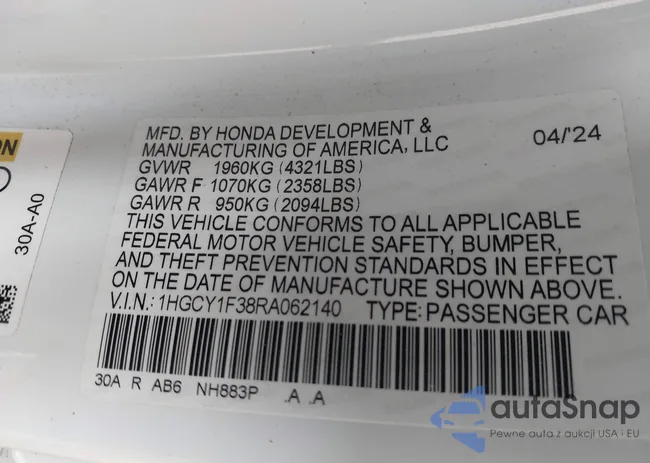 ON
30A-A0
MFD. BY HONDA DEVELOPMENT &
MANUFACTURING OF AMERICA, LLC 04/'24
GVWR 1960KG (4321LBS)
GAWR F 1070KG (2358LBS)
GAWR R 950KG (2094LBS)
THIS VEHICLE CONFORMS TO ALL APPLICABLE
FEDERAL MOTOR VEHICLE SAFETY, BUMPER,
AND THEFT PREVENTION STANDARDS IN EFFECT
ON THE DATE OF MANUFACTURE SHOWN ABOVE.
V.I.N.: 1HGCY1F38RA062140 TYPE: PASSENGER CAR
30A R AB6 NH883P .A .A
autaSnap
Pewne auta z aukcji USA i EU